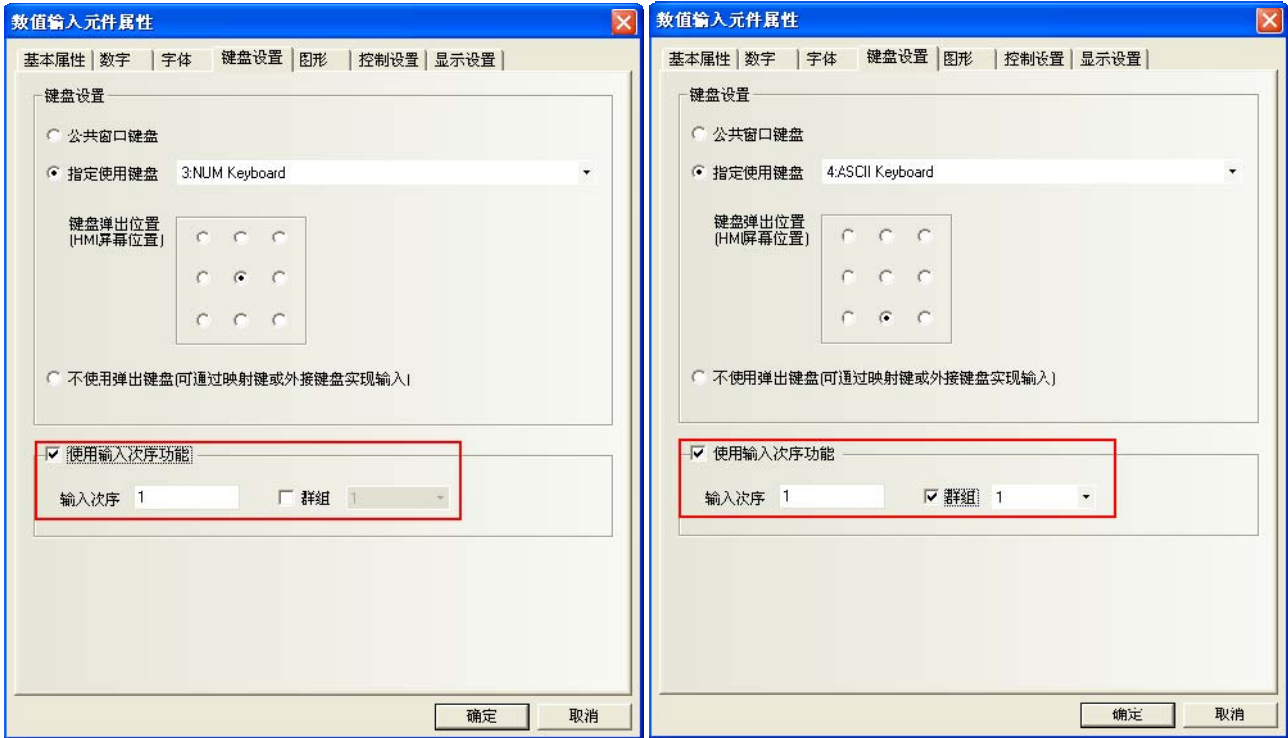 数值输入元件属性
基本属性 数字 字体 键盘设置 图形 控制设置 显示设置
键盘设置
公共窗口键盘
指定使用键盘 3:NUM Keyboard
键盘弹出位置
(HMI屏幕位置)
不使用弹出键盘(可通过映射键或外接键盘实现输入)
使用输入次序功能
输入次序 1 群组 1
确定 取消
数值输入元件属性
基本属性 数字 字体 键盘设置 图形 控制设置 显示设置
键盘设置
公共窗口键盘
指定使用键盘 4:ASCII Keyboard
键盘弹出位置
(HMI屏幕位置)
不使用弹出键盘(可通过映射键或外接键盘实现输入)
使用输入次序功能
输入次序 1 群组 1
确定 取消